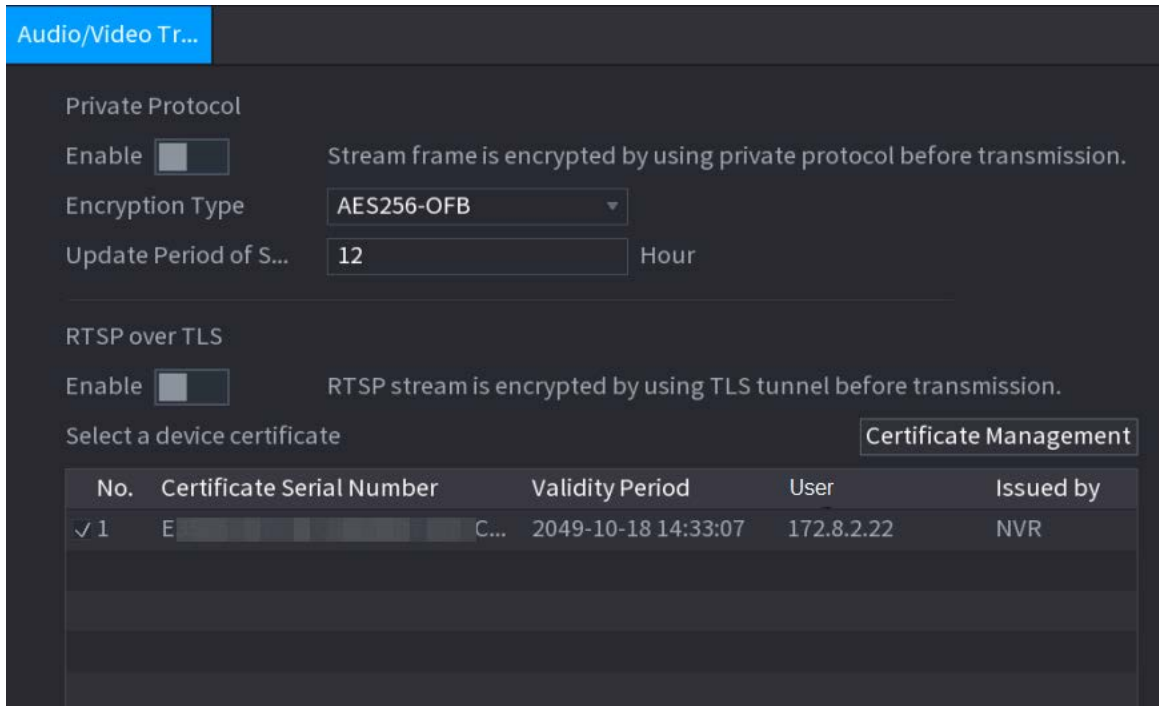 Audio/Video Tr...
Private Protocol
Enable Stream frame is encrypted by using private protocol before transmission.
Encryption Type AES256-OFB
Update Period of S... 12 Hour
RTSP over TLS
Enable RTSP stream is encrypted by using TLS tunnel before transmission.
Select a device certificate Certificate Management
No. Certificate Serial Number Validity Period User Issued by
1 E C... 2049-10-18 14:33:07 172.8.2.22 NVR